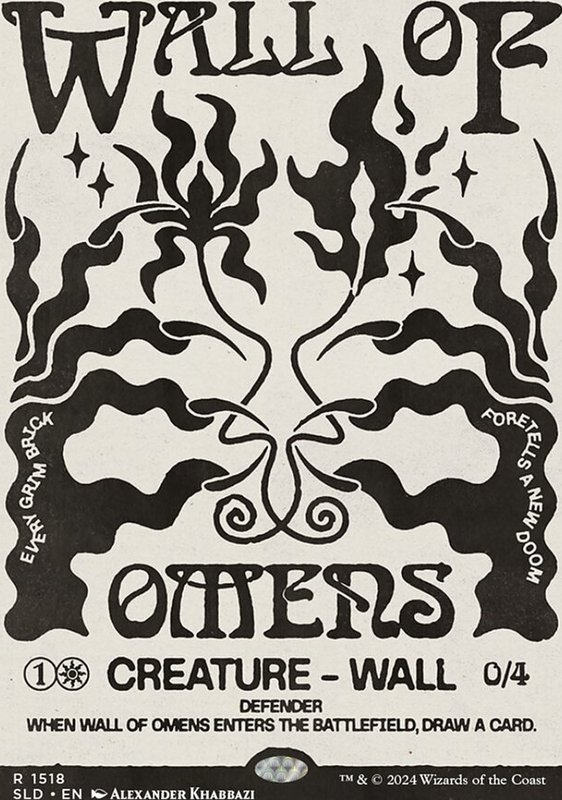 WALL OF
EVERY GRIM BRICK
FORETELLS A NEW DOOM
OMENS
1 CREATURE - WALL 0/4
DEFENDER
WHEN WALL OF OMENS ENTERS THE BATTLEFIELD, DRAW A CARD.
R 1518
SLD • EN ALEXANDER KHABBAZI
™ & © 2024 Wizards of the Coast